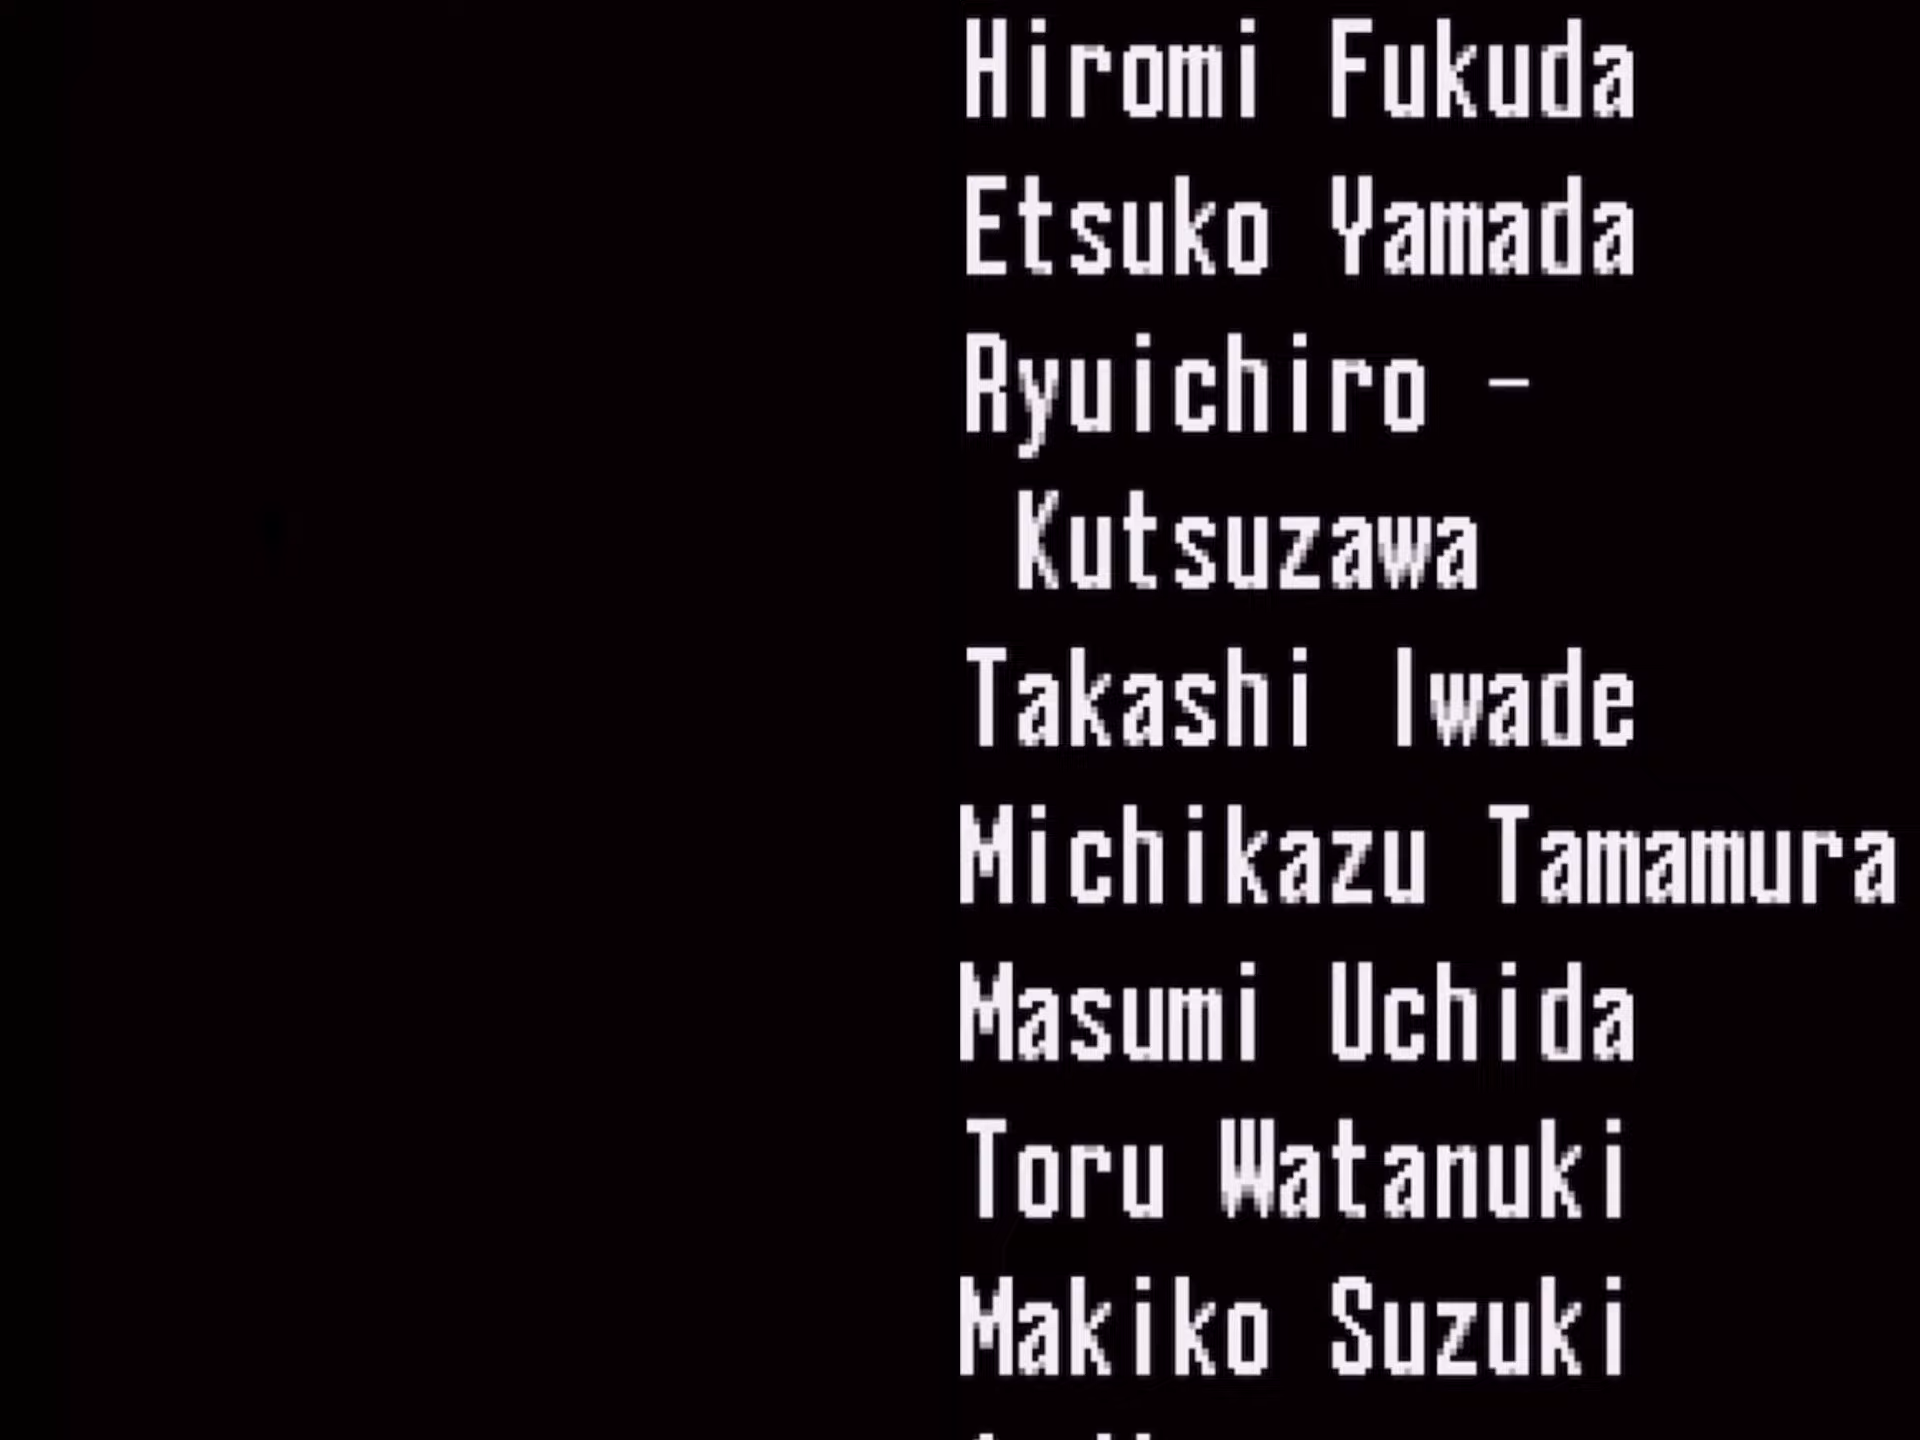 Hiromi Fukuda
Etsuko Yamada
Ryuichiro -
Kutsuzawa
Takashi Iwade
Michikazu Tamamura
Masumi Uchida
Toru Watanuki
Makiko Suzuki